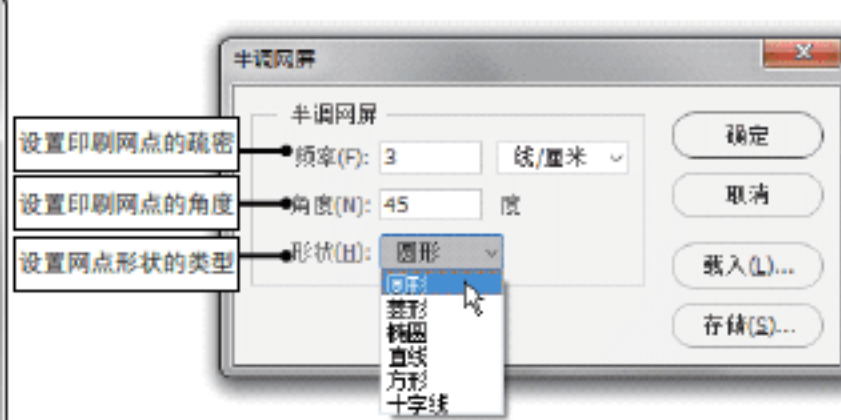 半调网屏
半调网屏
设置印刷网点的疏密
频率(F): 3 线/厘米
确定
设置印刷网点的角度
角度(N): 45 度
取消
设置网点形状的类型
形状(H): 圆形
载入(L)...
圆形
菱形
椭圆
直线
方形
十字线
存储(S)...